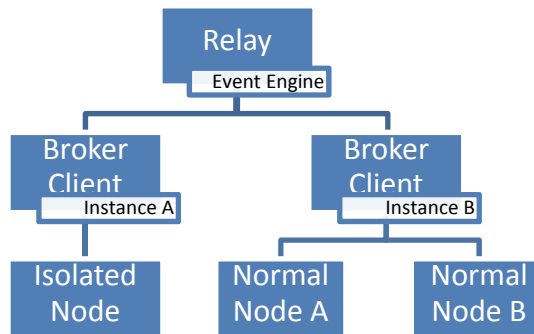 Relay
Event Engine
Broker
Client
Instance A
Broker
Client
Instance B
Isolated
Node
Normal
Node A
Normal
Node B